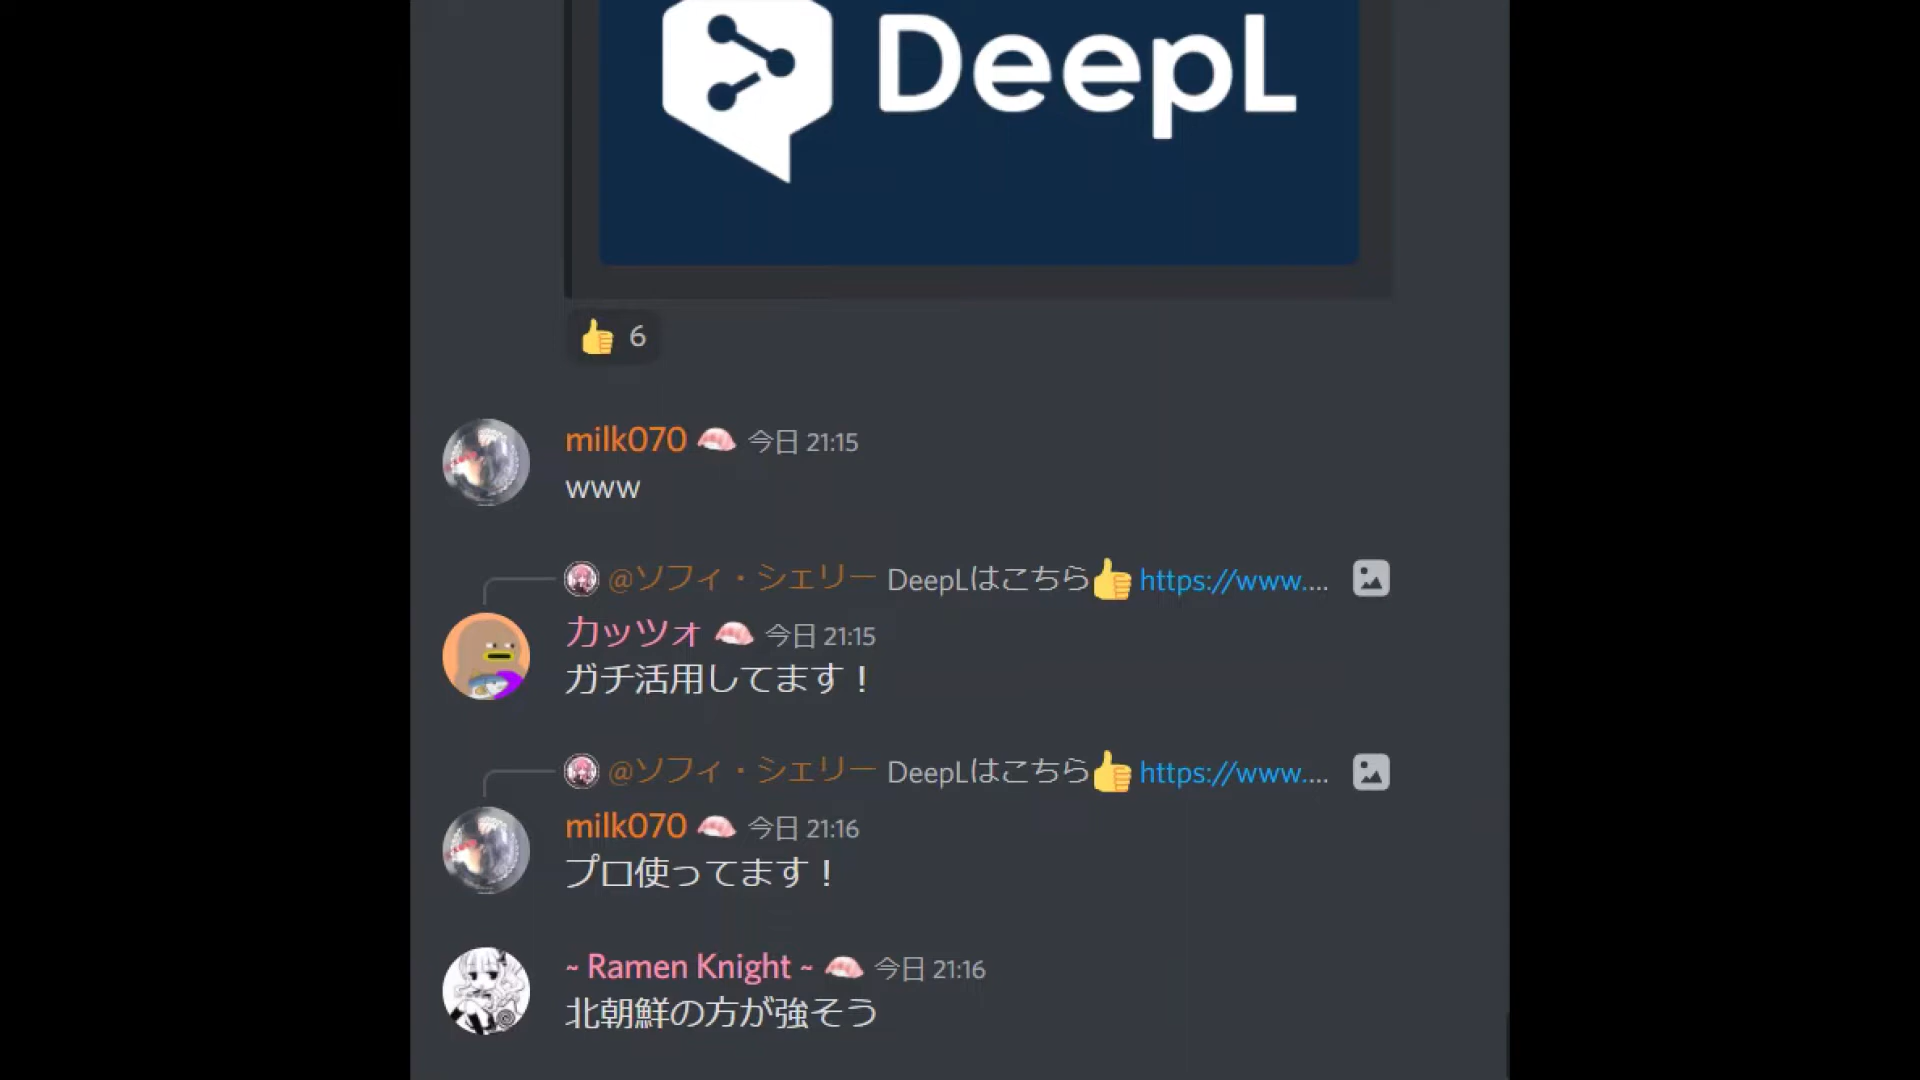 DeepL
👍 6
milk070 今日 21:15
www
@ソフィ・シェリー DeepLはこちら👍https://www....
カッツォ 今日 21:15
ガチ活用してます！
@ソフィ・シェリー DeepLはこちら👍https://www....
milk070 今日 21:16
プロ使ってます！
~ Ramen Knight ~ 今日 21:16
北朝鮮の方が強そう